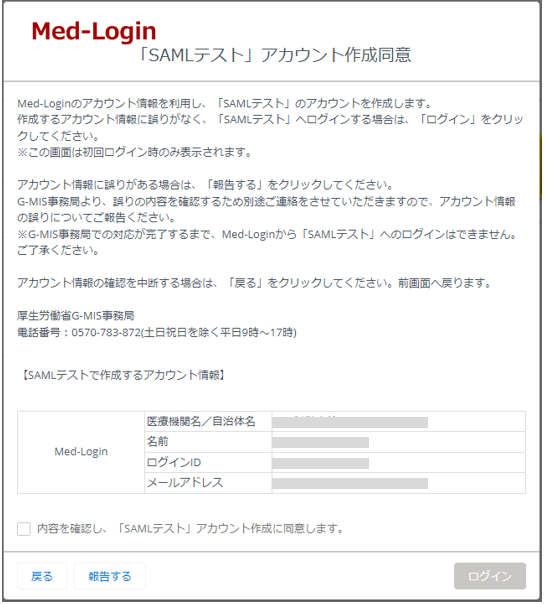 Med-Login
「SAMLテスト」アカウント作成同意
Med-Loginのアカウント情報を利用し、「SAMLテスト」のアカウントを作成します。
作成するアカウント情報に誤りがなく、「SAMLテスト」へログインする場合は、「ログイン」をクリッ
クしてください。
※この画面は初回ログイン時のみ表示されます。
アカウント情報に誤りがある場合は、「報告する」をクリックしてください。
G-MIS事務局より、誤りの内容を確認するため別途ご連絡をさせていただきますので、アカウント情報
の誤りについてご報告ください。
※G-MIS事務局での対応が完了するまで、Med-Loginから「SAMLテスト」へのログインはできません。
ご了承ください。
アカウント情報の確認を中断する場合は、「戻る」をクリックしてください。前画面へ戻ります。
厚生労働省G-MIS事務局
電話番号：0570-783-872(土日祝日を除く平日9時～17時)
【SAMLテストで作成するアカウント情報】
Med-Login
医療機関名／自治体名
名前
ログインID
メールアドレス
内容を確認し、「SAMLテスト」アカウント作成に同意します。
戻る 報告する ログイン